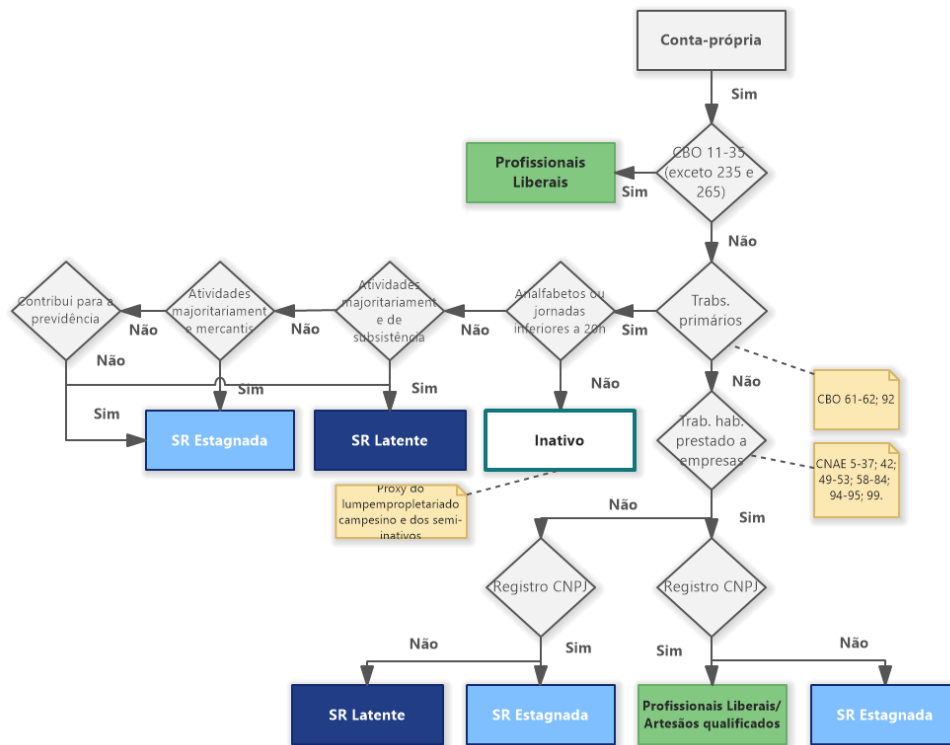 Conta-própria
Sim
CBO 11-35
(exceto 235 e
265)
Sim
Profissionais
Liberais
Não
Trabs.
primários
Sim
Analfabetos ou
jornadas
inferiores a 20h
Não
Atividades
majoritariament
e de
subsistência
Não
Atividades
majoritariament
e mercantis
Não
Contribui para a
previdência
Não
Sim
Sim
Sim
Não
Não
CBO 61-62; 92
SR Estagnada
SR Latente
Inativo
Trab. hab.
prestado a
empresas
CNAE 5-37; 42;
49-53; 58-84;
94-95; 99.
Proxy do
lumpempropletariado
campesino e dos semi-
inativos
Não
Sim
Registro CNPJ
Registro CNPJ
Não
Sim
Sim
Não
SR Latente
SR Estagnada
Profissionais Liberais/
Artesãos qualificados
SR Estagnada